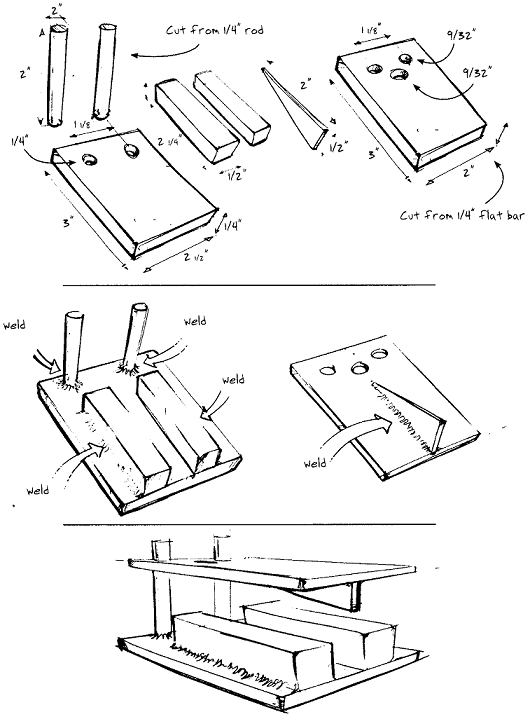 2"
Cut from 1/4" rod
2"
1 1/8"
9/32"
9/32"
2"
1 1/8
1/4"
2 1/4"
1/2"
1/2"
3"
2"
3"
1/4"
2 1/2"
Cut from 1/4" flat bar
weld
weld
weld
weld
weld